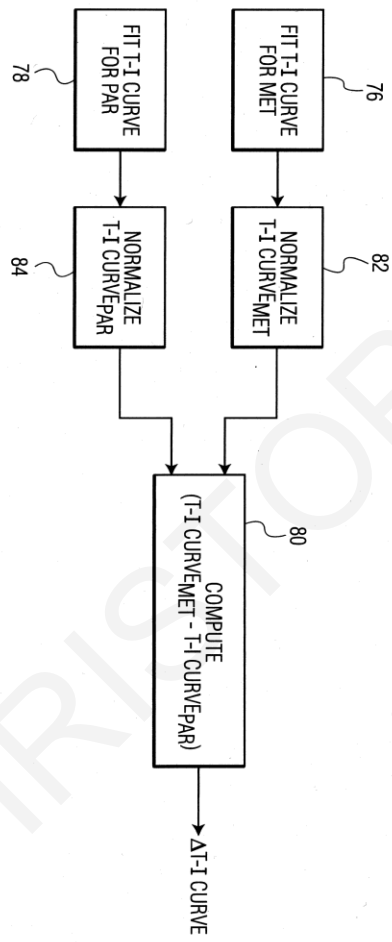 76
FIT T-I CURVE
FOR MET
82
NORMALIZE
T-I CURVEMET
78
FIT T-I CURVE
FOR PAR
84
NORMALIZE
T-I CURVEPAR
80
COMPUTE
(T-I CURVEMET - T-I CURVEPAR)
ΔT-I CURVE
RISTOR